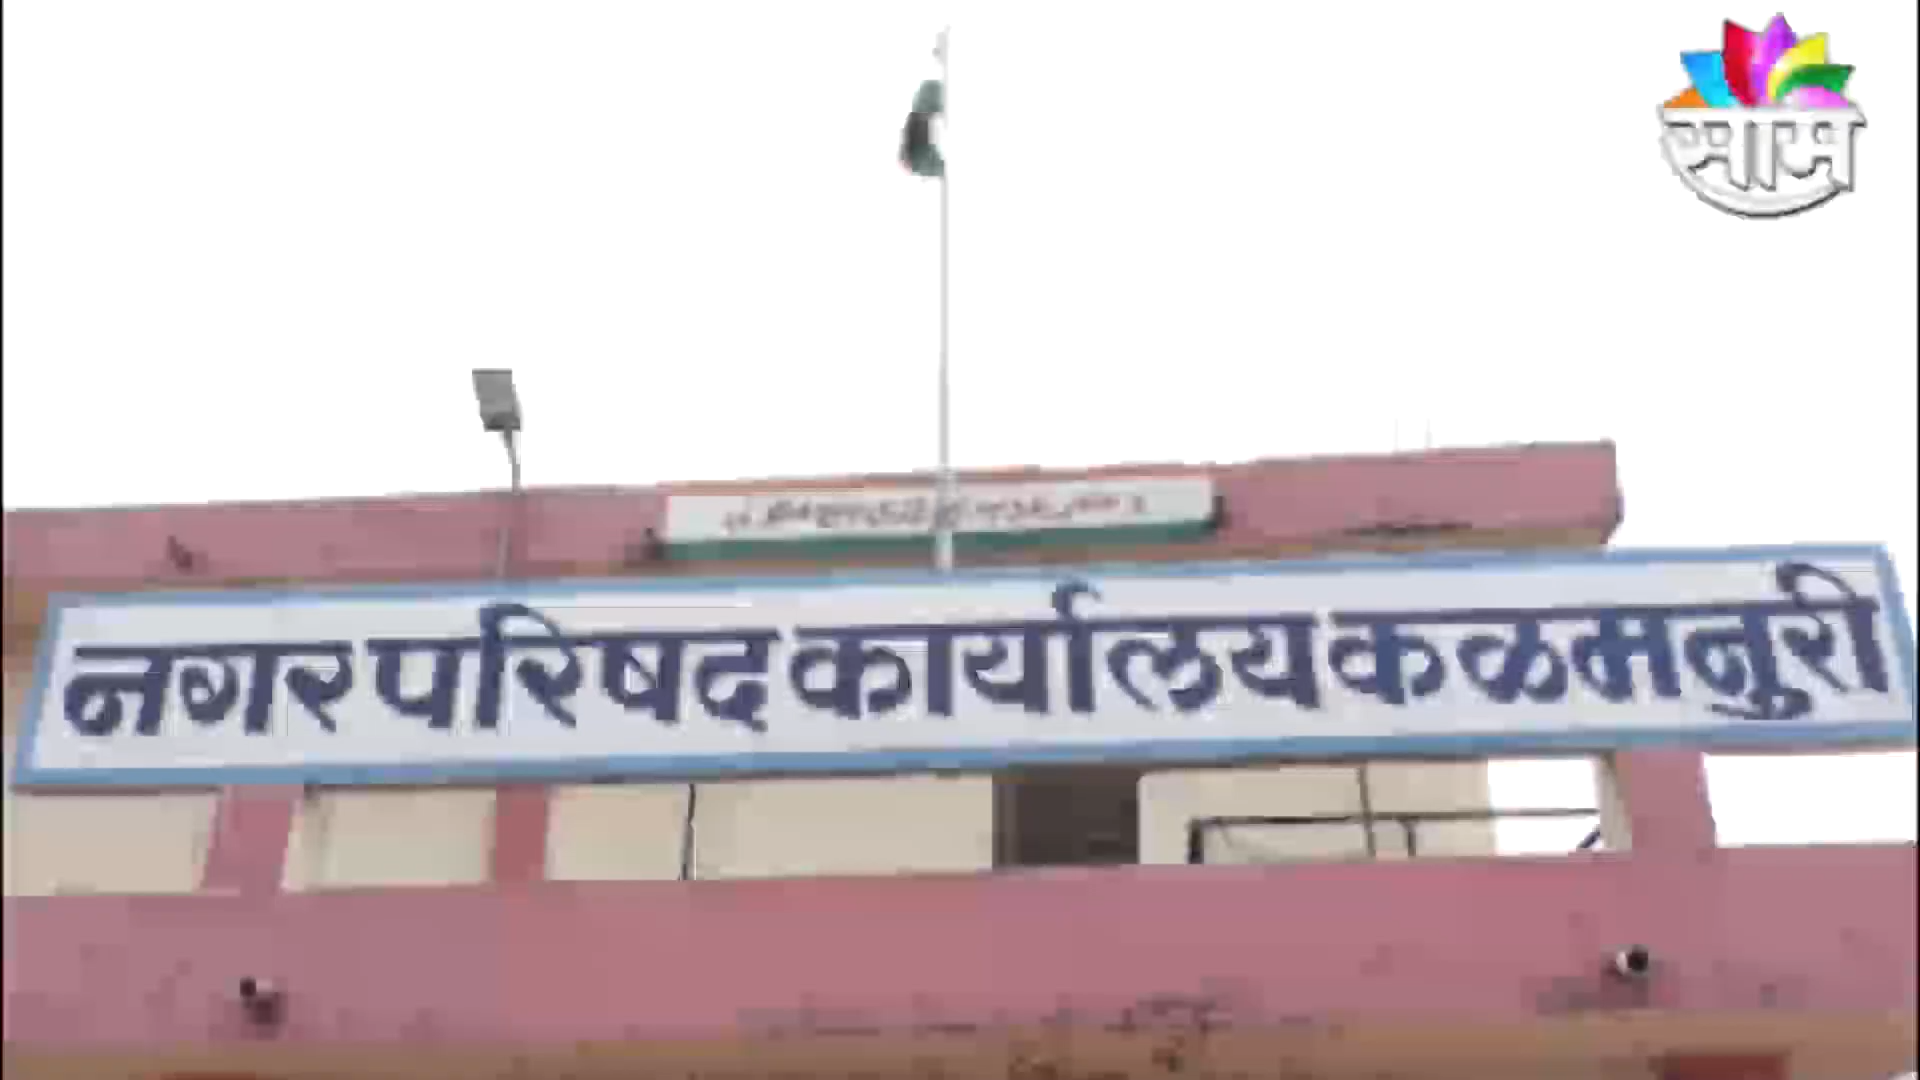 साम
नगर परिषद कार्यालय कळमनुरी